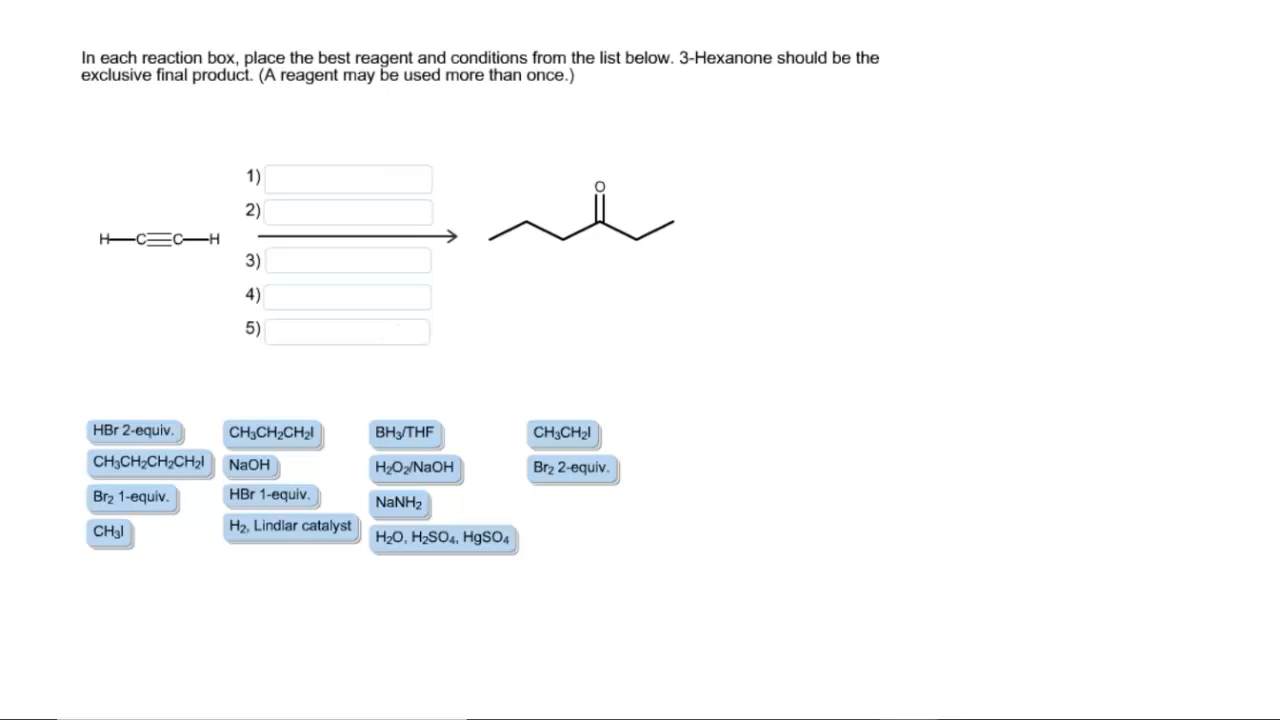 In each reaction box, place the best reagent and conditions from the list below. 3-Hexanone should be the
exclusive final product. (A reagent may be used more than once.)
1)
2)
H—C≡C—H
O
3)
4)
5)
HBr 2-equiv.
CH₃CH₂CH₂I
BH₃/THF
CH₃CH₂I
CH₃CH₂CH₂CH₂I
NaOH
H₂O₂/NaOH
Br₂ 2-equiv.
Br₂ 1-equiv.
HBr 1-equiv.
NaNH₂
CH₃I
H₂, Lindlar catalyst
H₂O, H₂SO₄, HgSO₄